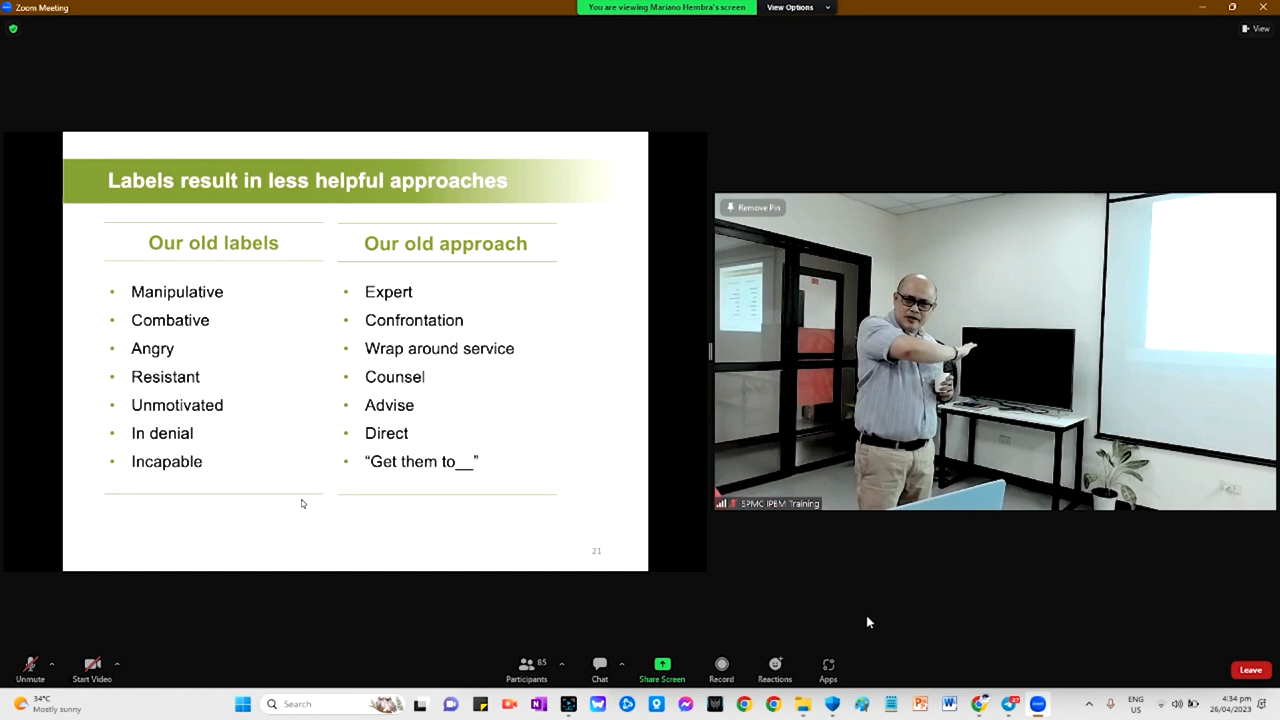 Zoom Meeting
You are viewing Mariano Hembra's screen
View Options
View
Labels result in less helpful approaches
Our old labels
Manipulative
Combative
Angry
Resistant
Unmotivated
In denial
Incapable
Our old approach
Expert
Confrontation
Wrap around service
Counsel
Advise
Direct
“Get them to__”
21
Remove Pin
SPMC IPBM Training
Unmute
Start Video
85
Participants
Chat
Share Screen
Record
Reactions
Apps
Leave
34°C
Mostly sunny
Search
ENG
UCS
4:34 pm
26/04/2023